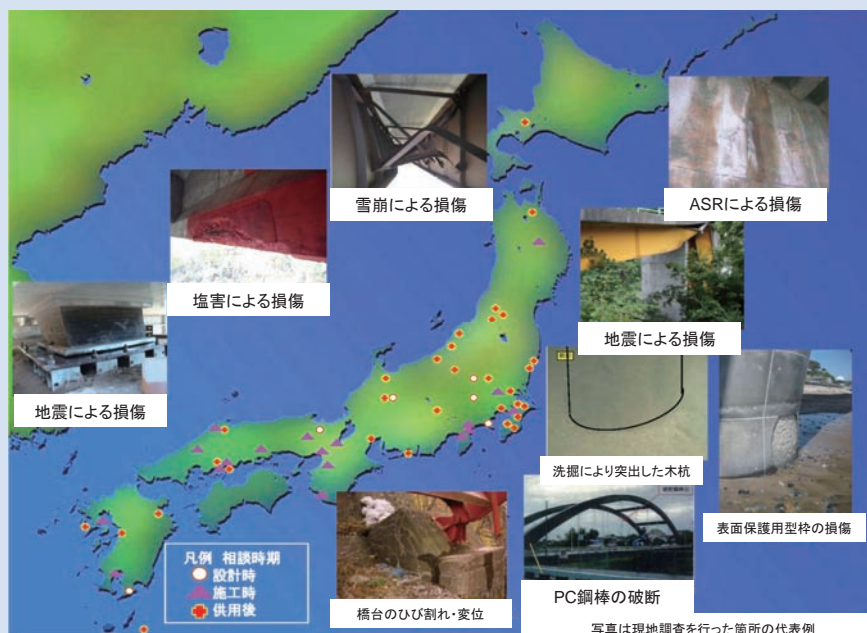 雪崩による損傷
ASRによる損傷
塩害による損傷
地震による損傷
地震による損傷
洗掘により突出した木杭
表面保護用型枠の損傷
凡例 相談時期
設計時
施工時
供用後
橋台のひび割れ・変位
PC鋼棒の破断
写真は現地調査を行った箇所の代表例